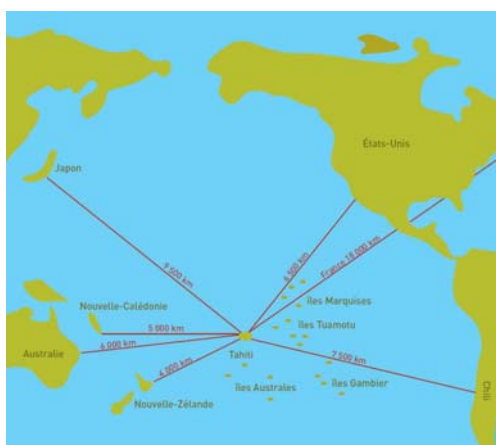 États-Unis
Japon
9 500 km
6 500 km
France 18 000 km
Îles Marquises
Nouvelle-Calédonie
5 000 km
Îles Tuamotu
6 000 km
Australie
Tahiti
4 000 km
7 500 km
Îles Australes
Îles Gambier
Chili
Nouvelle-Zélande